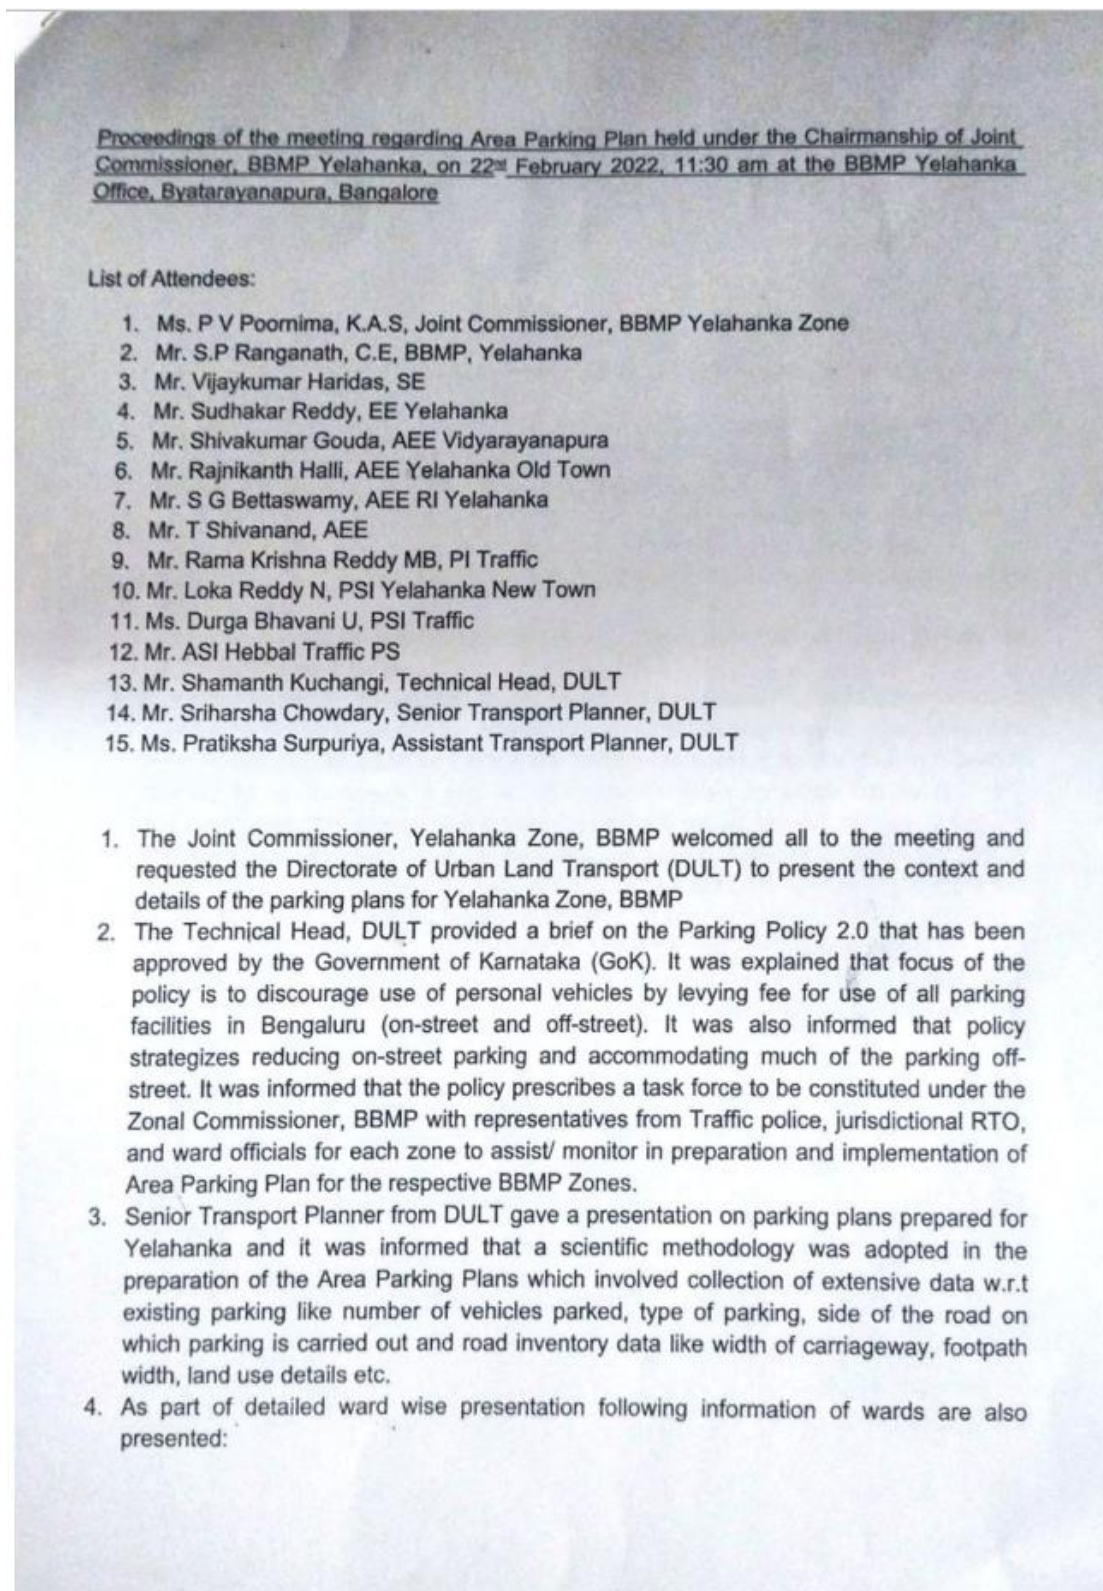 Proceedings of the meeting regarding Area Parking Plan held under the Chairmanship of Joint
Commissioner, BBMP Yelahanka, on 22st February 2022, 11:30 am at the BBMP Yelahanka
Office, Byatarayanapura, Bangalore
List of Attendees:
1. Ms. P V Poornima, K.A.S, Joint Commissioner, BBMP Yelahanka Zone
2. Mr. S.P Ranganath, C.E, BBMP, Yelahanka
3. Mr. Vijaykumar Haridas, SE
4. Mr. Sudhakar Reddy, EE Yelahanka
5. Mr. Shivakumar Gouda, AEE Vidyarayanapura
6. Mr. Rajnikanth Halli, AEE Yelahanka Old Town
7. Mr. S G Bettaswamy, AEE RI Yelahanka
8. Mr. T Shivanand, AEE
9. Mr. Rama Krishna Reddy MB, PI Traffic
10. Mr. Loka Reddy N, PSI Yelahanka New Town
11. Ms. Durga Bhavani U, PSI Traffic
12. Mr. ASI Hebbal Traffic PS
13. Mr. Shamanth Kuchangi, Technical Head, DULT
14. Mr. Sriharsha Chowdary, Senior Transport Planner, DULT
15. Ms. Pratiksha Surpuriya, Assistant Transport Planner, DULT
1. The Joint Commissioner, Yelahanka Zone, BBMP welcomed all to the meeting and
requested the Directorate of Urban Land Transport (DULT) to present the context and
details of the parking plans for Yelahanka Zone, BBMP
2. The Technical Head, DULT provided a brief on the Parking Policy 2.0 that has been
approved by the Government of Karnataka (GoK). It was explained that focus of the
policy is to discourage use of personal vehicles by levying fee for use of all parking
facilities in Bengaluru (on-street and off-street). It was also informed that policy
strategizes reducing on-street parking and accommodating much of the parking off-
street. It was informed that the policy prescribes a task force to be constituted under the
Zonal Commissioner, BBMP with representatives from Traffic police, jurisdictional RTO,
and ward officials for each zone to assist/ monitor in preparation and implementation of
Area Parking Plan for the respective BBMP Zones.
3. Senior Transport Planner from DULT gave a presentation on parking plans prepared for
Yelahanka and it was informed that a scientific methodology was adopted in the
preparation of the Area Parking Plans which involved collection of extensive data w.r.t
existing parking like number of vehicles parked, type of parking, side of the road on
which parking is carried out and road inventory data like width of carriageway, footpath
width, land use details etc.
4. As part of detailed ward wise presentation following information of wards are also
presented: